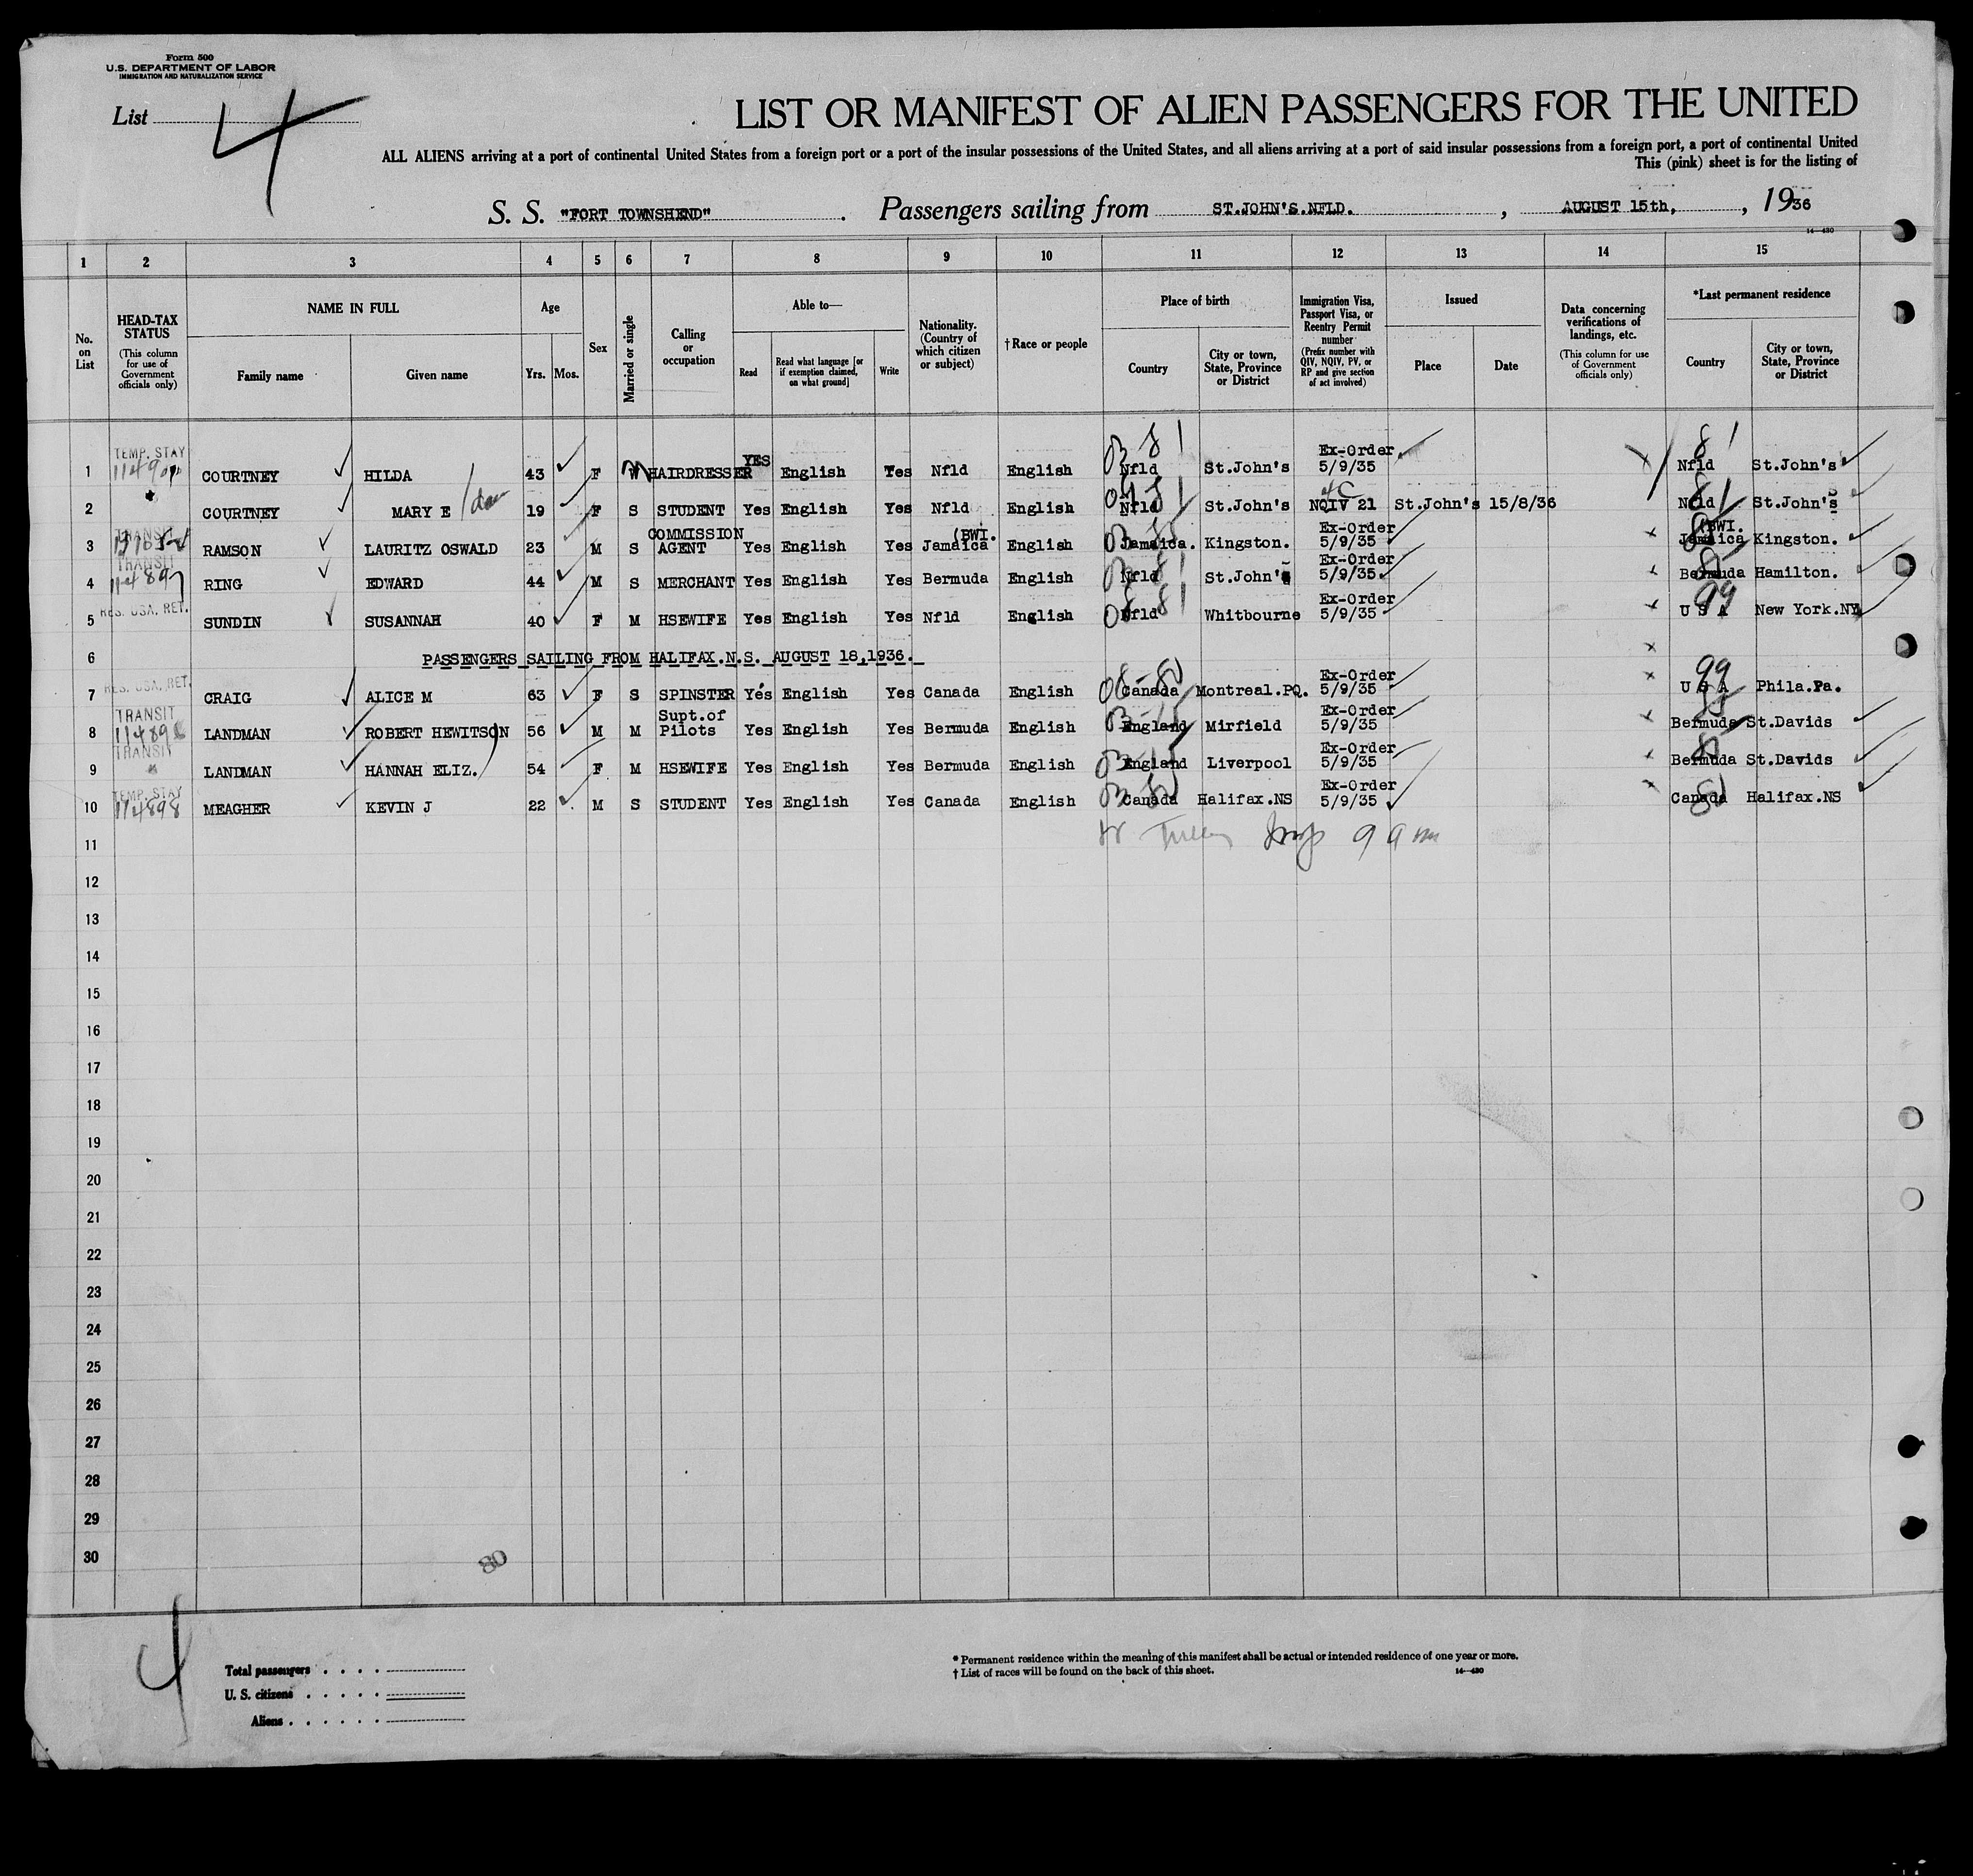 Form 500
U.S. DEPARTMENT OF LABOR
IMMIGRATION AND NATURALIZATION SERVICE
List 4
LIST OR MANIFEST OF ALIEN PASSENGERS FOR THE UNITED
ALL ALIENS arriving at a port of continental United States from a foreign port or a port of the insular possessions of the United States, and all aliens arriving at a port of said insular possessions from a foreign port, a port of continental United
This (pink) sheet is for the listing of
S. S. "FORT TOWNSHEND" . Passengers sailing from ST.JOHN'S.NFLD. , AUGUST 15th, , 1936
14-480
1 2 3 4 5 6 7 8 9 10 11 12 13 14 15
No. on List
HEAD-TAX STATUS (This column for use of Government officials only)
NAME IN FULL
Family name Given name
Age
Yrs. Mos.
Sex
Married or single
Calling or occupation
Able to—
Read Read what language [or if exemption claimed, on what ground] Write
Nationality. (Country of which citizen or subject)
†Race or people
Place of birth
Country City or town, State, Province or District
Immigration Visa, Passport Visa, or Reentry Permit number (Prefix number with QIV, NQIV, PV, or RP and give section of act involved)
Issued
Place Date
Data concerning verifications of landings, etc. (This column for use of Government officials only)
*Last permanent residence
Country City or town, State, Province or District
1 TEMP. STAY COURTNEY HILDA 43 F W HAIRDRESSER YES English Yes Nfld English Nfld St.John's Ex-Order 5/9/35 Nfld St.John's
2 COURTNEY MARY E dau 19 F S STUDENT Yes English Yes Nfld English Nfld St.John's 4C NQIV 21 St.John's 15/8/36 Nfld St.John's
3 TRANSIT RAMSON LAURITZ OSWALD 23 M S COMMISSION AGENT Yes English Yes (BWI. Jamaica English Jamaica. Kingston. Ex-Order 5/9/35 (BWI. Jamaica Kingston.
4 TRANSIT 114897 RING EDWARD 44 M S MERCHANT Yes English Yes Bermuda English Nfld St.John's Ex-Order 5/9/35 Bermuda Hamilton.
5 RES. USA. RET. SUNDIN SUSANNAH 40 F M HSEWIFE Yes English Yes Nfld English Nfld Whitbourne Ex-Order 5/9/35 99 U S A New York.NY
6 PASSENGERS SAILING FROM HALIFAX.N.S. AUGUST 18,1936.
7 RES. USA. RET. CRAIG ALICE M 63 F S SPINSTER Yes English Yes Canada English Canada Montreal.PQ. Ex-Order 5/9/35 99 U S A Phila.Pa.
8 TRANSIT LANDMAN ROBERT HEWITSON 56 M M Supt.of Pilots Yes English Yes Bermuda English England Mirfield Ex-Order 5/9/35 Bermuda St.Davids
9 TRANSIT LANDMAN HANNAH ELIZ. 54 F M HSEWIFE Yes English Yes Bermuda English England Liverpool Ex-Order 5/9/35 Bermuda St.Davids
10 TEMP. STAY 114898 MEAGHER KEVIN J 22 M S STUDENT Yes English Yes Canada English Canada Halifax.NS Ex-Order 5/9/35 Canada Halifax.NS
11
12
13
14
15
16
17
18
19
20
21
22
23
24
25
26
27
28
29
30
80
4
Total passengers . . . .
U. S. citizens . . . . .
Aliens . . . . . .
* Permanent residence within the meaning of this manifest shall be actual or intended residence of one year or more.
† List of races will be found on the back of this sheet. 14-480